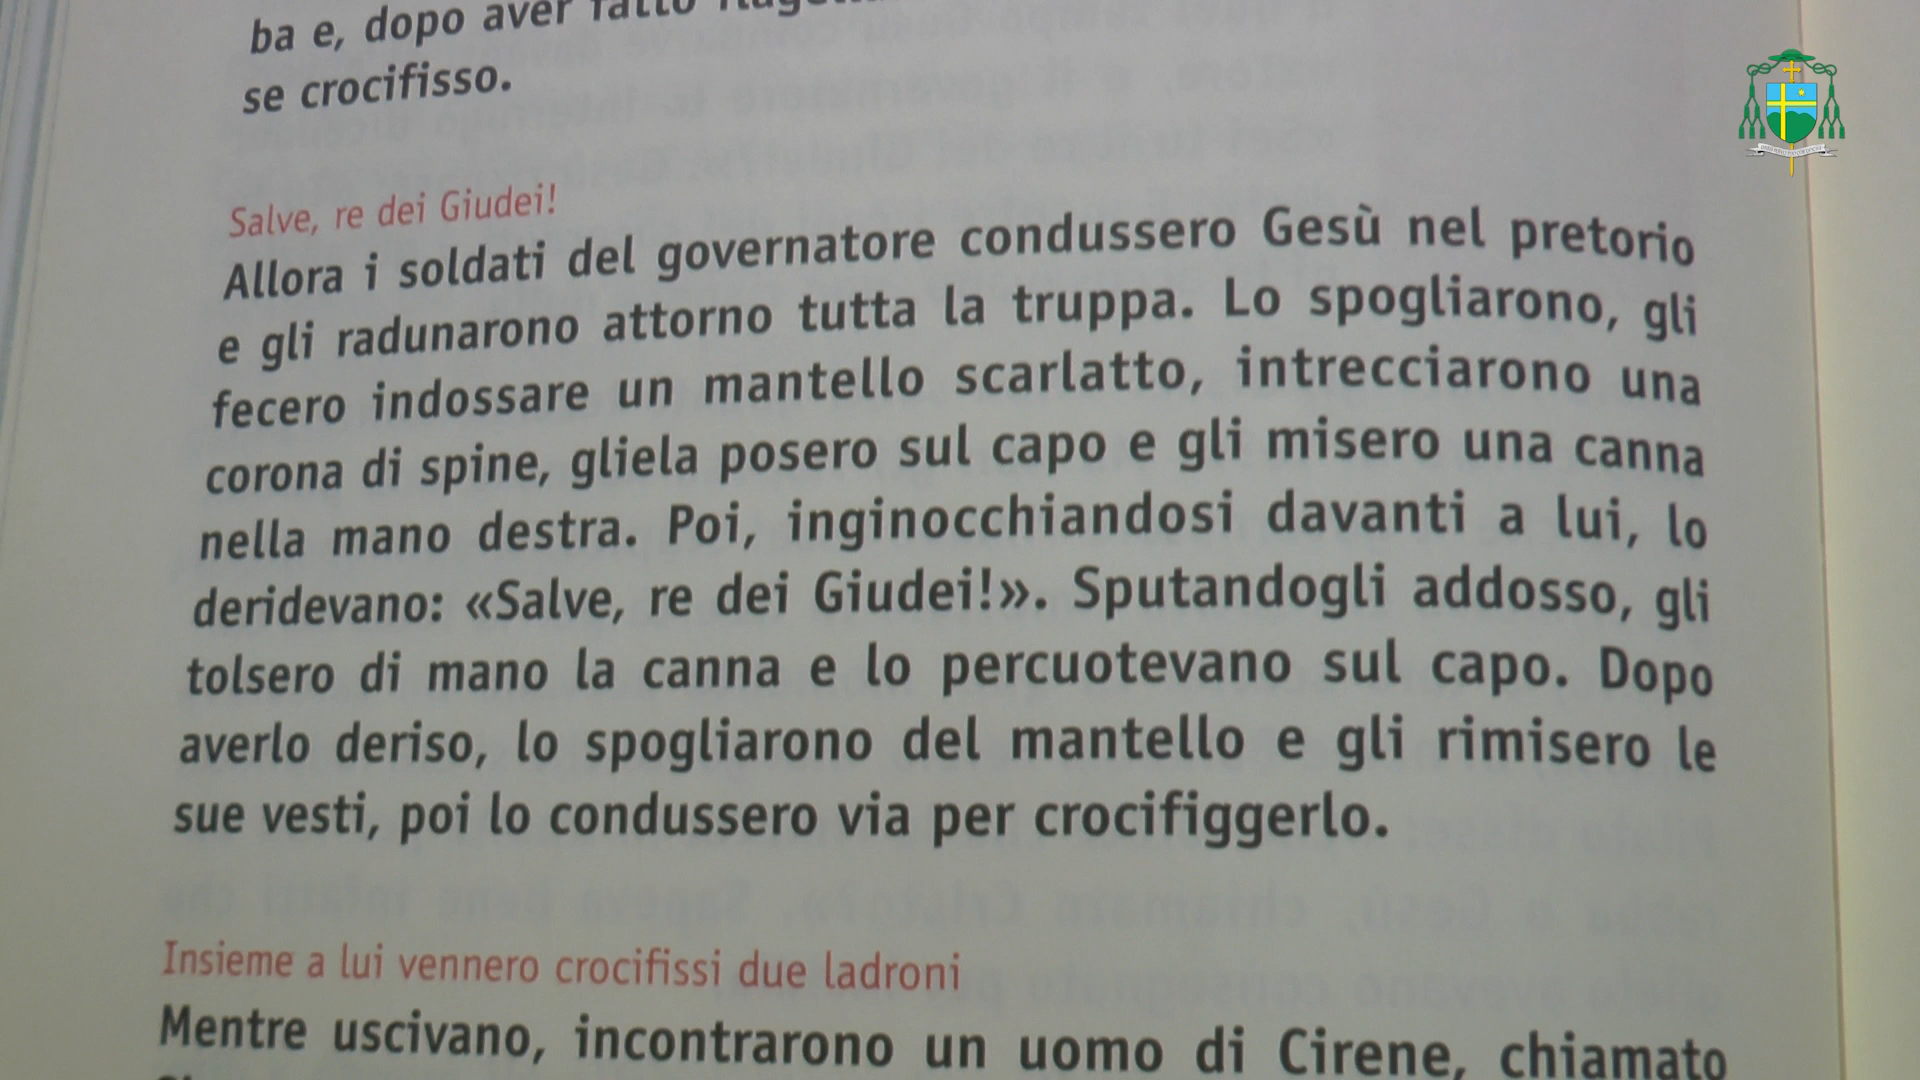 ba e, dopo aver fatto
se crocifisso.
Salve, re dei Giudei!
Allora i soldati del governatore condussero Gesù nel pretorio
e gli radunarono attorno tutta la truppa. Lo spogliarono, gli
fecero indossare un mantello scarlatto, intrecciarono una
corona di spine, gliela posero sul capo e gli misero una canna
nella mano destra. Poi, inginocchiandosi davanti a lui, lo
deridevano: «Salve, re dei Giudei!». Sputandogli addosso, gli
tolsero di mano la canna e lo percuotevano sul capo. Dopo
averlo deriso, lo spogliarono del mantello e gli rimisero le
sue vesti, poi lo condussero via per crocifiggerlo.
Insieme a lui vennero crocifissi due ladroni
Mentre uscivano, incontrarono un uomo di Cirene, chiamato